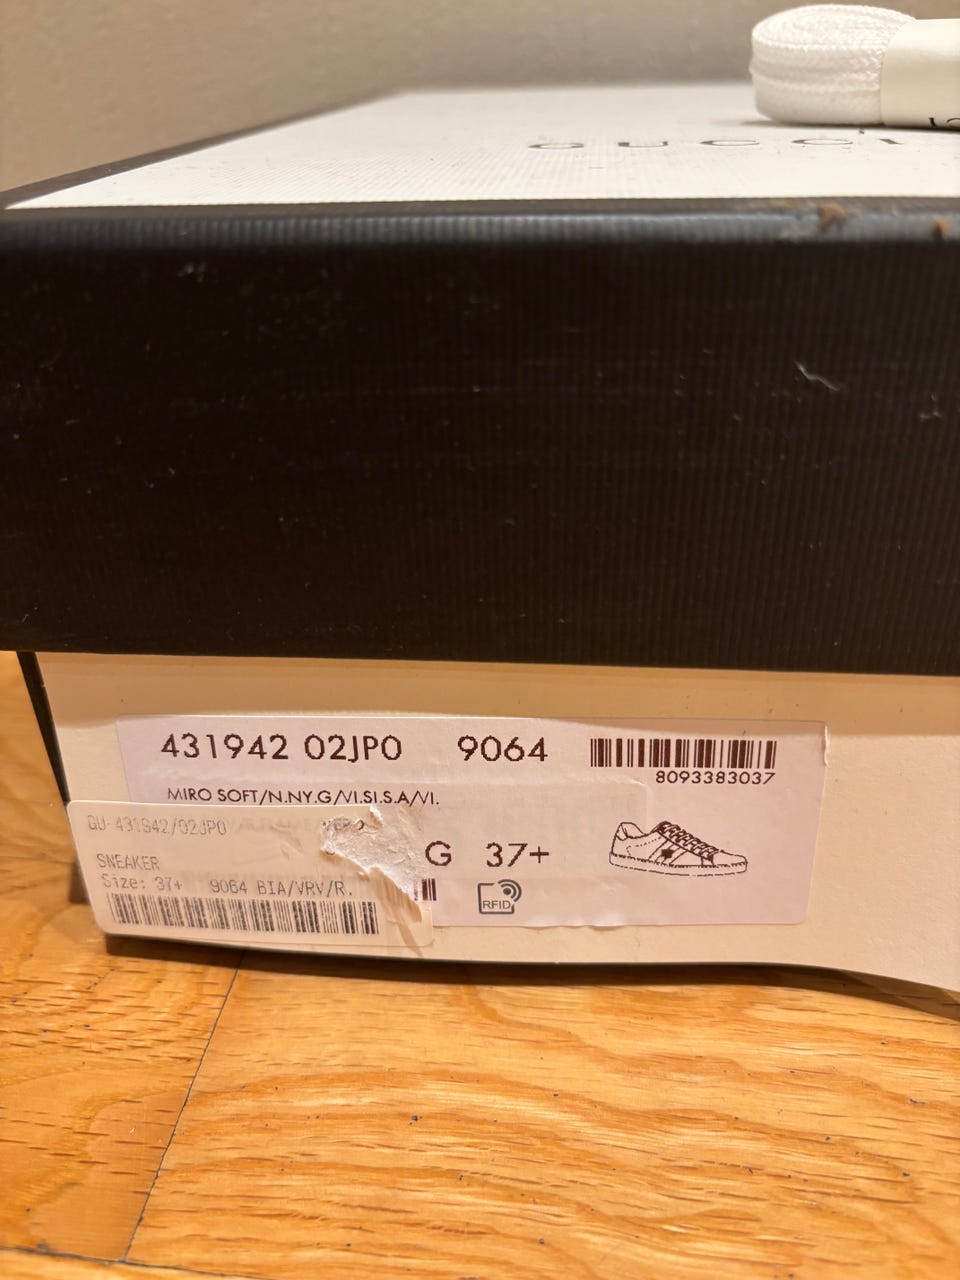 GUCCI
431942 02JP0 9064
8093383037
MIRO SOFT/N.NY.G/VI.SI.S.A/VI.
G 37+
RFID
GU-431942/02JP0
SNEAKER
Size: 37+ 9064 BIA/VRV/R.